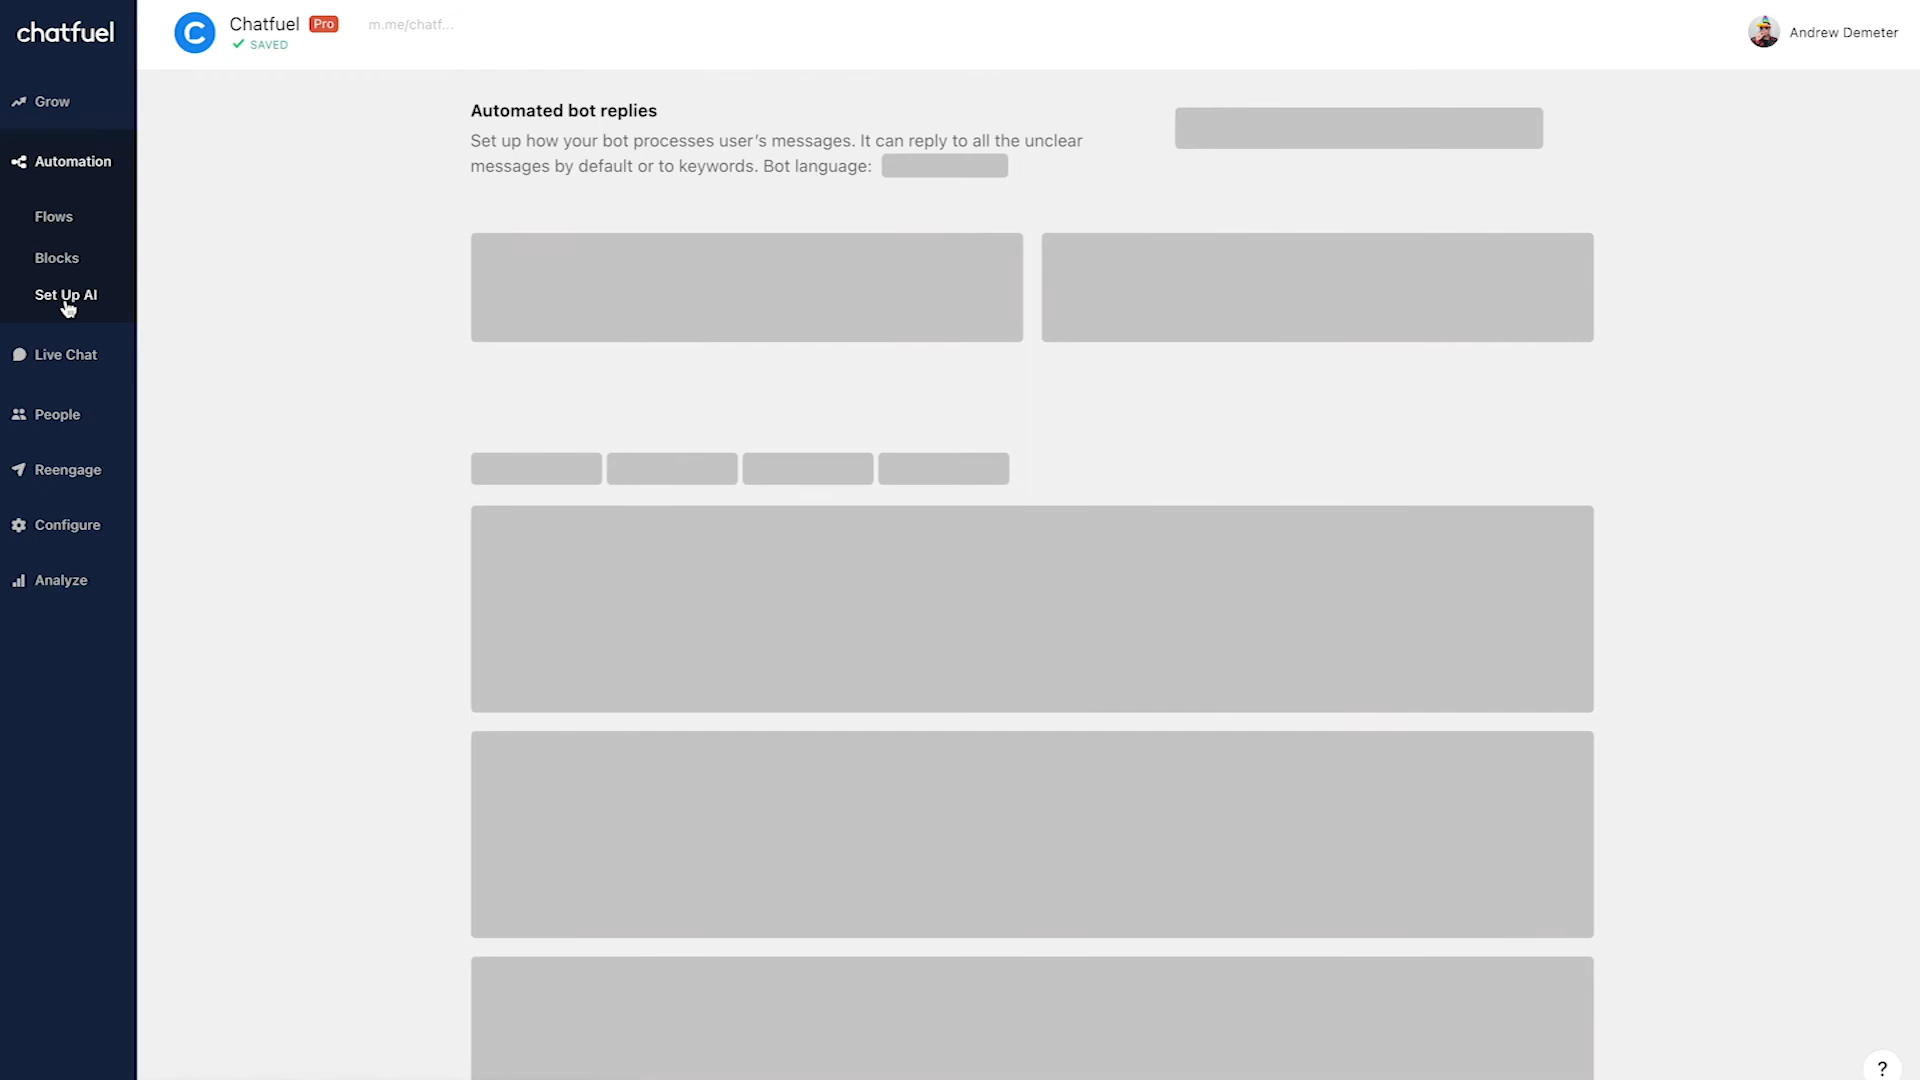 chatfuel
Chatfuel Pro m.me/chatf...
SAVED
Andrew Demeter
Grow
Automation
Flows
Blocks
Set Up AI
Live Chat
People
Reengage
Configure
Analyze
Automated bot replies
Set up how your bot processes user’s messages. It can reply to all the unclear
messages by default or to keywords. Bot language:
?